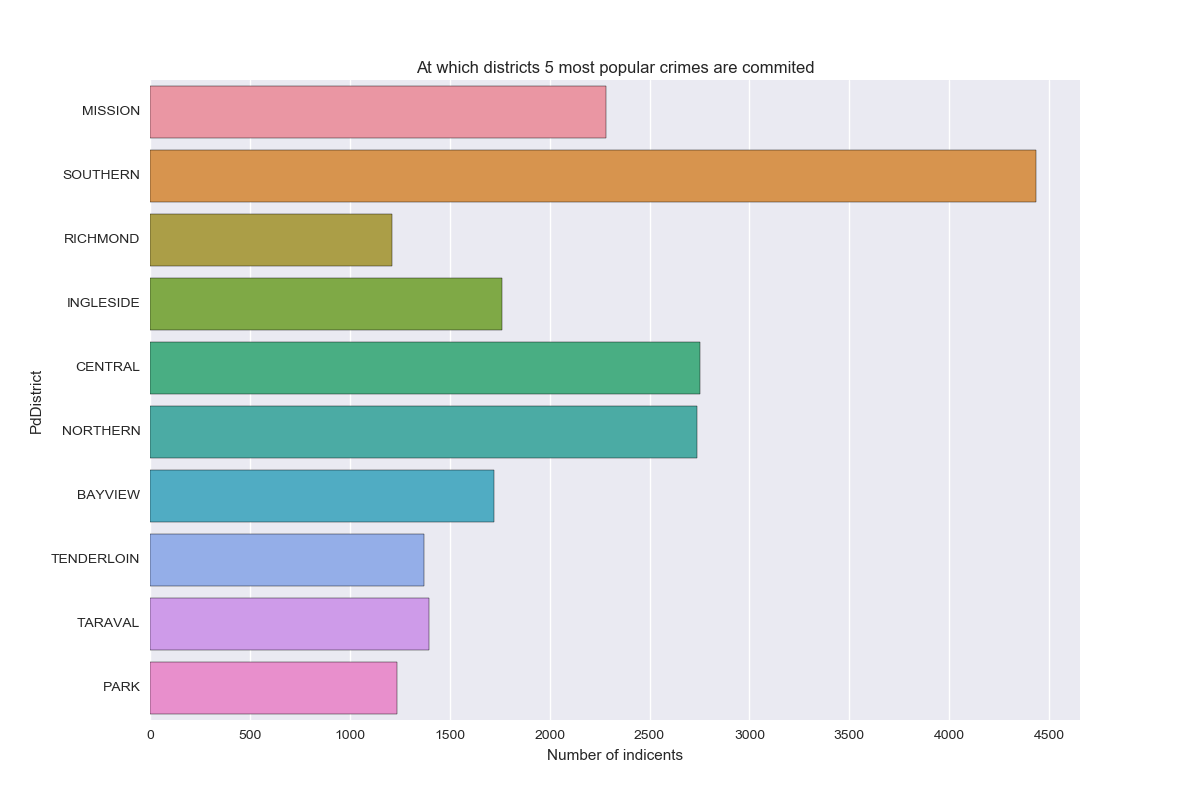 At which districts 5 most popular crimes are commited
MISSION
SOUTHERN
RICHMOND
INGLESIDE
CENTRAL
NORTHERN
BAYVIEW
TENDERLOIN
TARAVAL
PARK
PdDistrict
0 500 1000 1500 2000 2500 3000 3500 4000 4500
Number of indicents